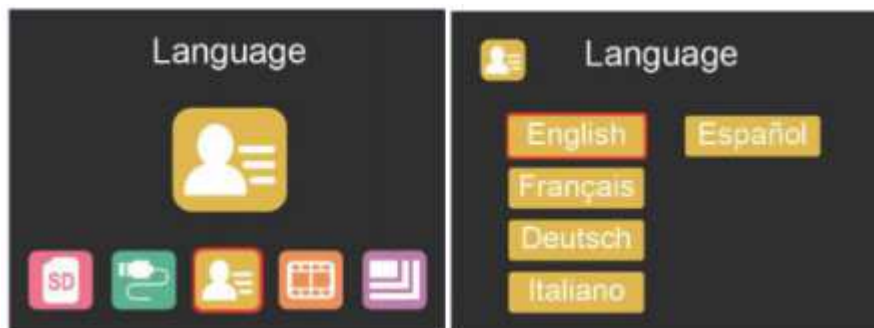 Language
SD
Language
English
Español
Français
Deutsch
Italiano